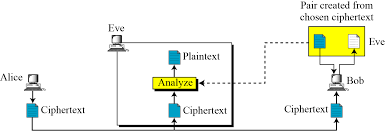 Pair created from
chosen ciphertext
Eve
Eve
Plaintext
Alice
Analyze
Bob
Ciphertext
Ciphertext
Ciphertext